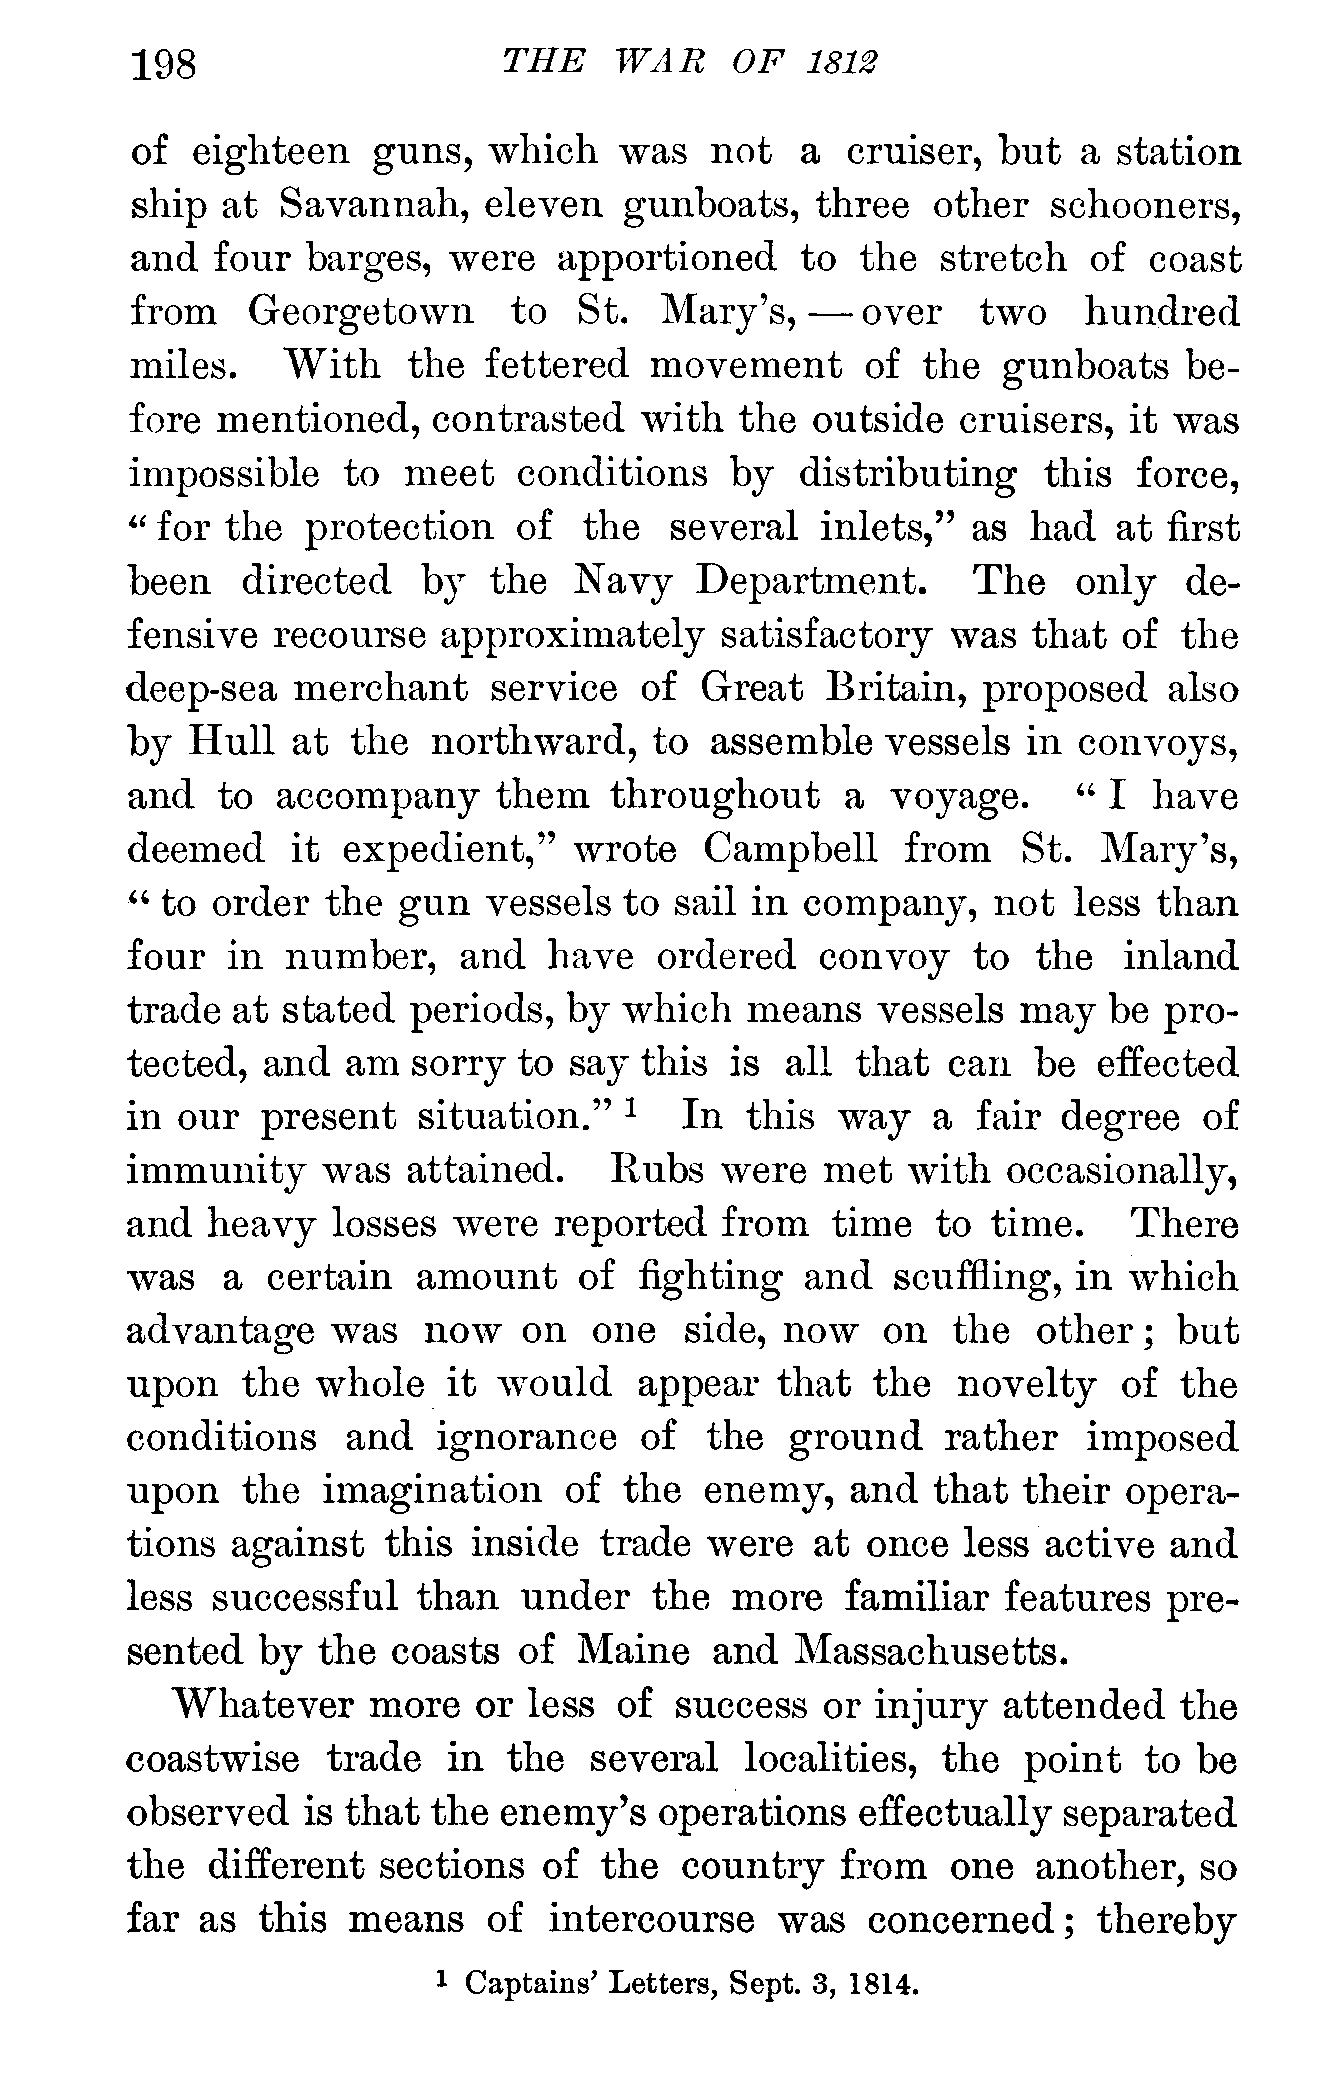 198 THE WAR OF 1812
of eighteen guns, which was not a cruiser, but a station
ship at Savannah, eleven gunboats, three other schooners,
and four barges, were apportioned to the stretch of coast
from Georgetown to St. Mary's, — over two hundred
miles. With the fettered movement of the gunboats be-
fore mentioned, contrasted with the outside cruisers, it was
impossible to meet conditions by distributing this force,
“for the protection of the several inlets,” as had at first
been directed by the Navy Department. The only de-
fensive recourse approximately satisfactory was that of the
deep-sea merchant service of Great Britain, proposed also
by Hull at the northward, to assemble vessels in convoys,
and to accompany them throughout a voyage. “I have
deemed it expedient,” wrote Campbell from St. Mary's,
“to order the gun vessels to sail in company, not less than
four in number, and have ordered convoy to the inland
trade at stated periods, by which means vessels may be pro-
tected, and am sorry to say this is all that can be effected
in our present situation.” 1 In this way a fair degree of
immunity was attained. Rubs were met with occasionally,
and heavy losses were reported from time to time. There
was a certain amount of fighting and scuffling, in which
advantage was now on one side, now on the other; but
upon the whole it would appear that the novelty of the
conditions and ignorance of the ground rather imposed
upon the imagination of the enemy, and that their opera-
tions against this inside trade were at once less active and
less successful than under the more familiar features pre-
sented by the coasts of Maine and Massachusetts.
Whatever more or less of success or injury attended the
coastwise trade in the several localities, the point to be
observed is that the enemy's operations effectually separated
the different sections of the country from one another, so
far as this means of intercourse was concerned; thereby
1 Captains' Letters, Sept. 3, 1814.